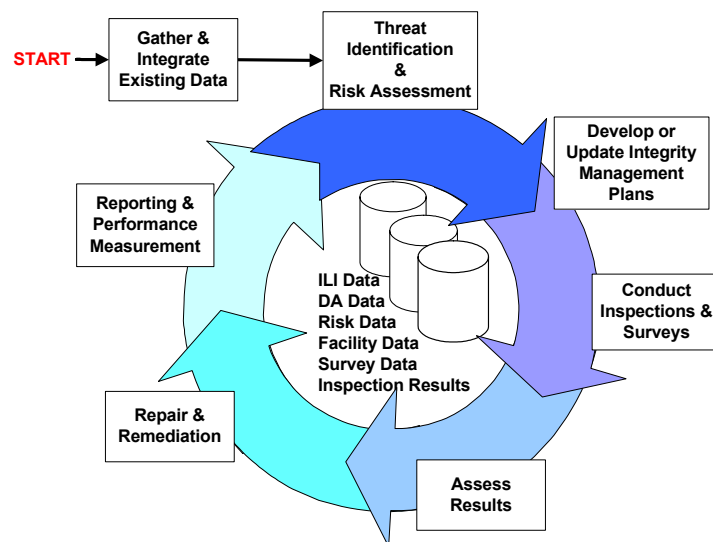 START
Gather &
Integrate
Existing Data
Threat
Identification
&
Risk Assessment
Develop or
Update Integrity
Management
Plans
Conduct
Inspections &
Surveys
Assess
Results
Repair &
Remediation
Reporting &
Performance
Measurement
ILI Data
DA Data
Risk Data
Facility Data
Survey Data
Inspection Results